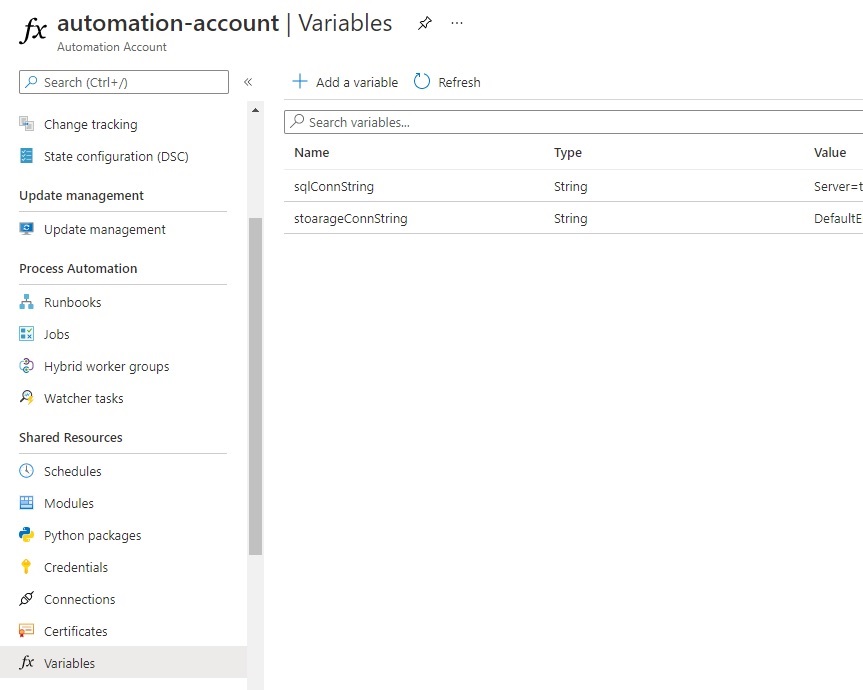 fx automation-account | Variables ...
Automation Account
Search (Ctrl+/)
«
Change tracking
State configuration (DSC)
Update management
Update management
Process Automation
Runbooks
Jobs
Hybrid worker groups
Watcher tasks
Shared Resources
Schedules
Modules
Python packages
Credentials
Connections
Certificates
fx Variables
Add a variable Refresh
Search variables...
Name Type Value
sqlConnString String Server=t
stoarageConnString String DefaultE